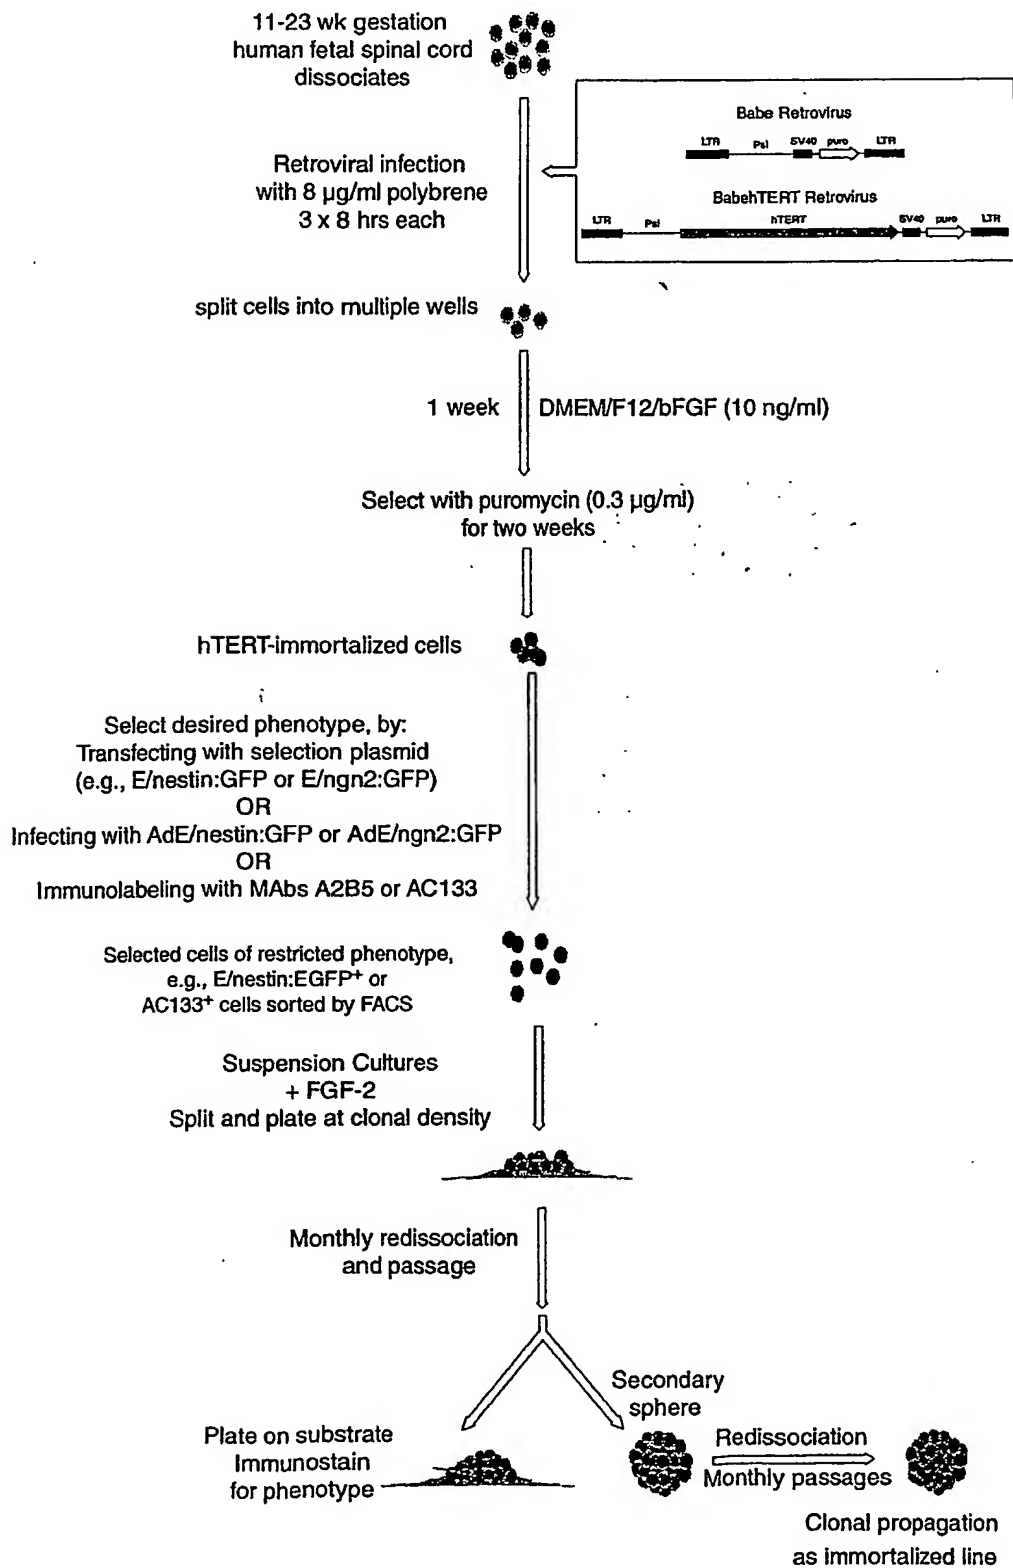 11-23 wk gestation
human fetal spinal cord
dissociates
Babe Retrovirus
LTR Psi SV40 puro LTR
Retroviral infection
with 8 µg/ml polybrene
3 x 8 hrs each
BabehTERT Retrovirus
LTR Psi hTERT SV40 puro LTR
split cells into multiple wells
1 week DMEM/F12/bFGF (10 ng/ml)
Select with puromycin (0.3 µg/ml)
for two weeks
hTERT-immortalized cells
Select desired phenotype, by:
Transfecting with selection plasmid
(e.g., E/nestin:GFP or E/ngn2:GFP)
OR
Infecting with AdE/nestin:GFP or AdE/ngn2:GFP
OR
Immunolabeling with MAbs A2B5 or AC133
Selected cells of restricted phenotype,
e.g., E/nestin:EGFP⁺ or
AC133⁺ cells sorted by FACS
Suspension Cultures
+ FGF-2
Split and plate at clonal density
Monthly redissociation
and passage
Plate on substrate
Immunostain
for phenotype
Secondary
sphere
Redissociation
Monthly passages
Clonal propagation
as immortalized line